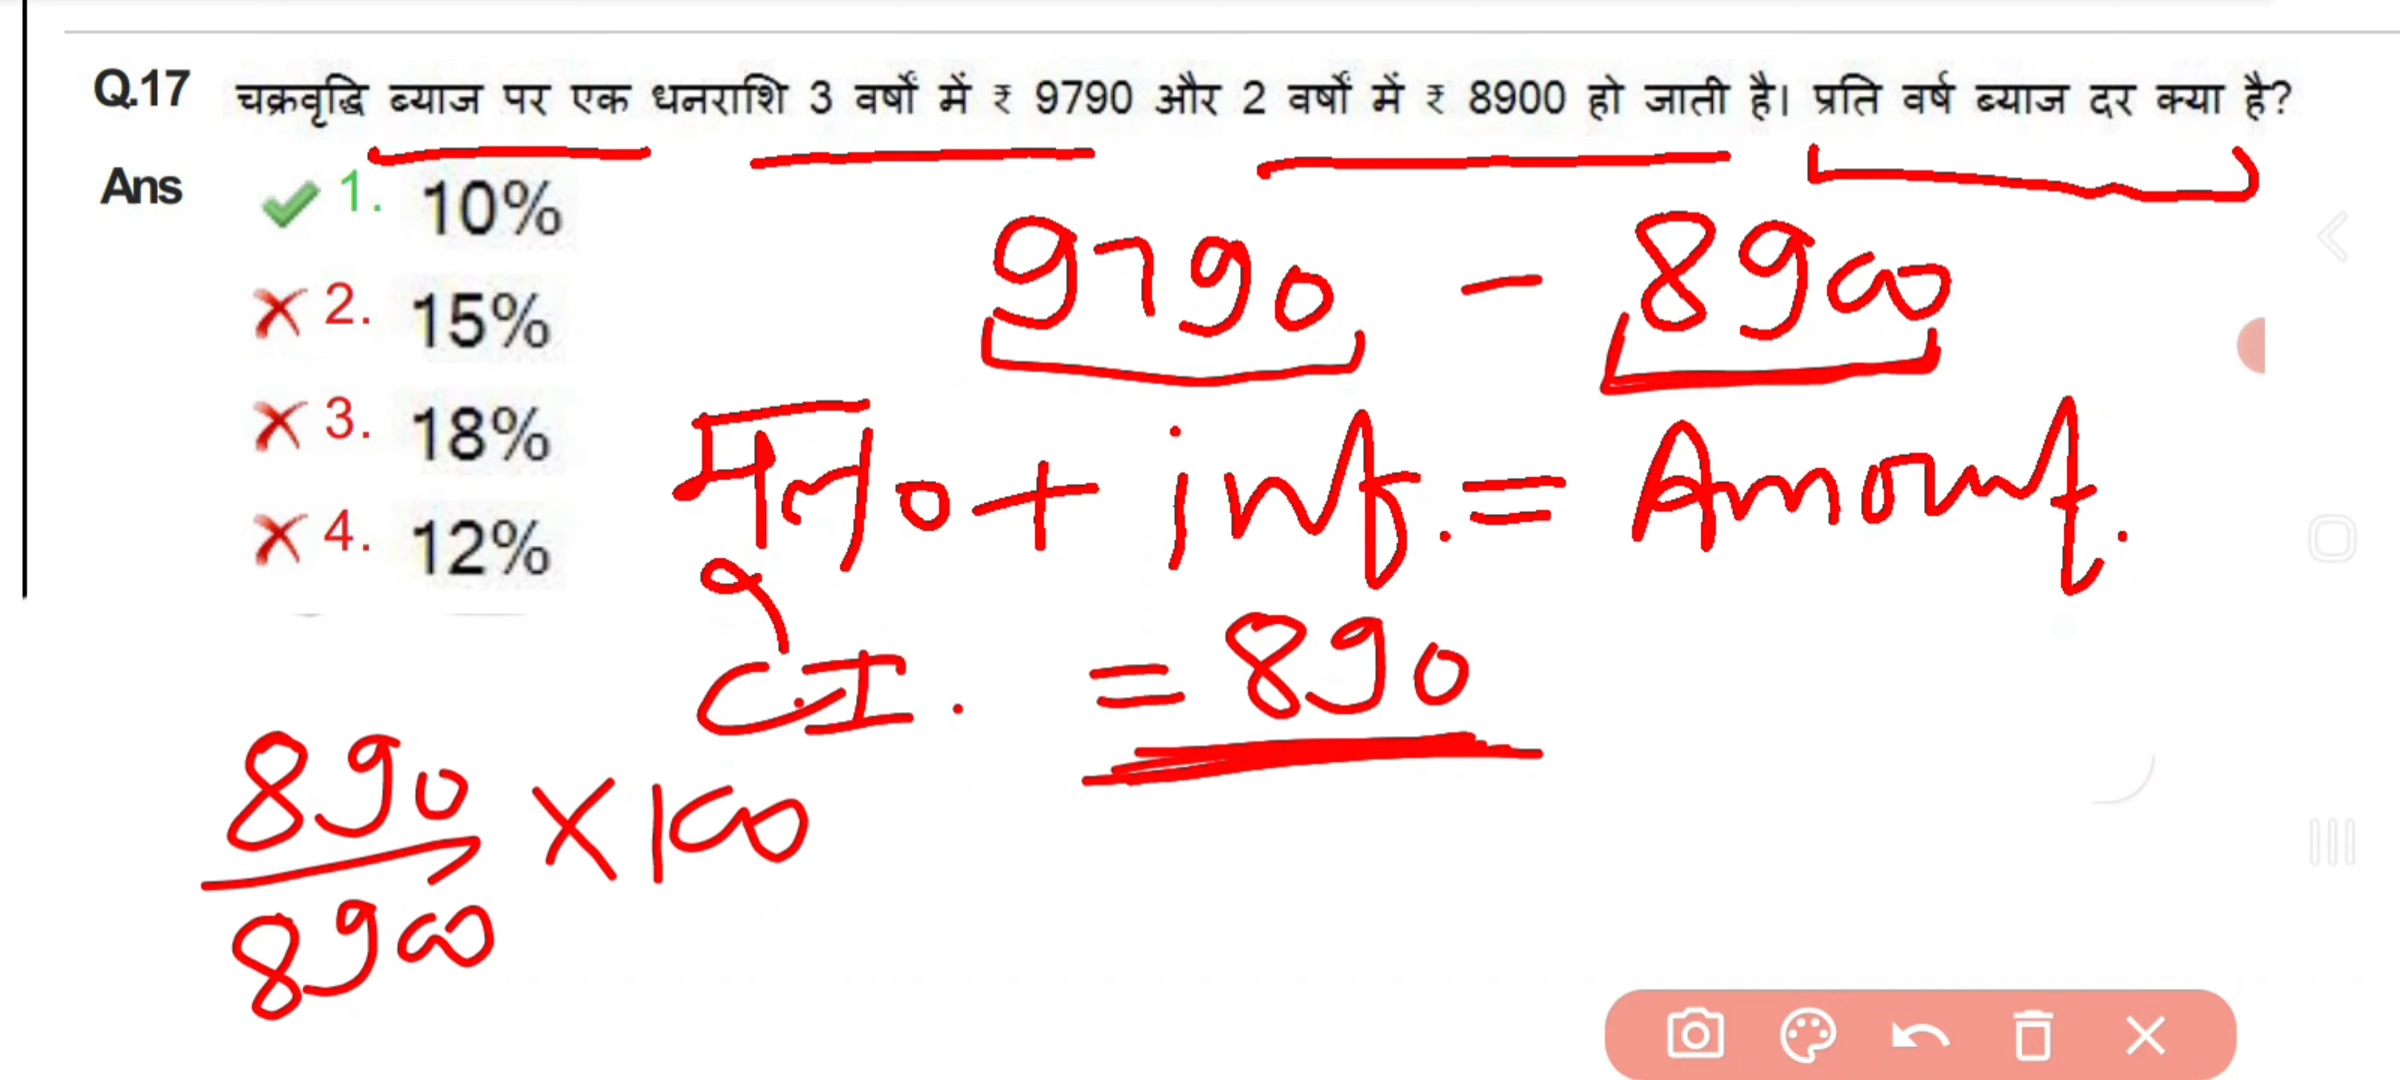 Q.17 चक्रवृद्धि ब्याज पर एक धनराशि 3 वर्षों में ₹ 9790 और 2 वर्षों में ₹ 8900 हो जाती है। प्रति वर्ष ब्याज दर क्या है?
Ans 1. 10%
2. 15%
3. 18%
4. 12%
9790 - 8900
मूल० + int. = Amount.
C.I. = 890
890
8900
× 100